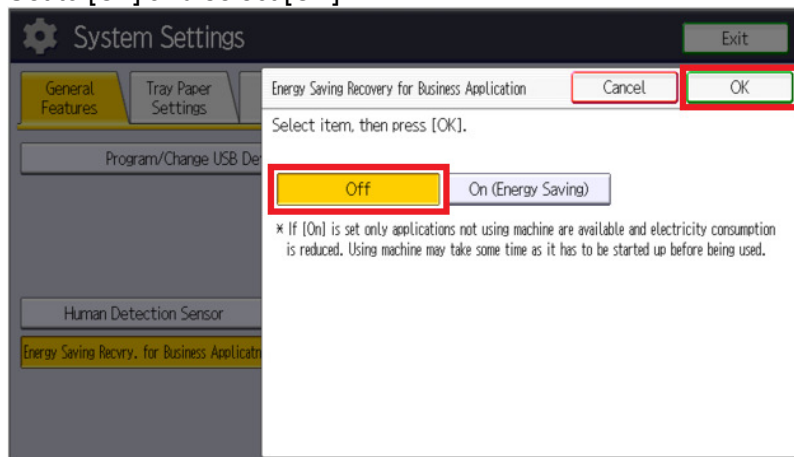 System Settings
Exit
General Features
Tray Paper Settings
Energy Saving Recovery for Business Application
Cancel
OK
Select item, then press [OK].
Program/Change USB De
Off
On (Energy Saving)
* If [On] is set only applications not using machine are available and electricity consumption
is reduced. Using machine may take some time as it has to be started up before being used.
Human Detection Sensor
Energy Saving Recvry. for Business Applicatn